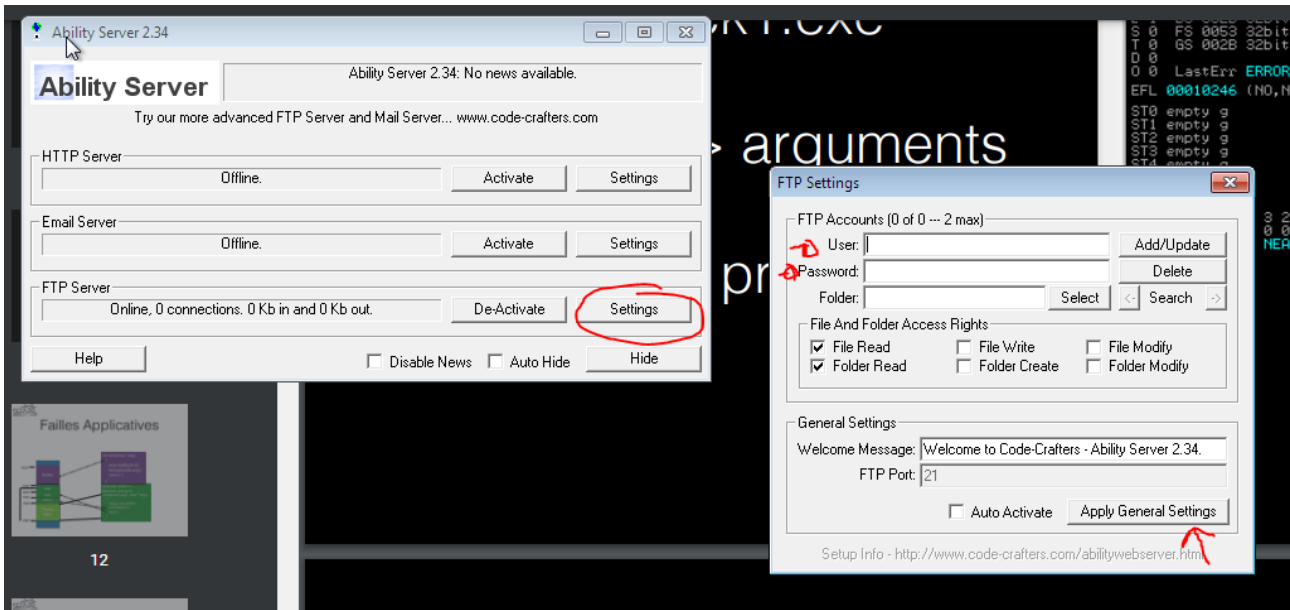 Ability Server 2.34
Ability Server
Ability Server 2.34: No news available.
Try our more advanced FTP Server and Mail Server... www.code-crafters.com
HTTP Server
Offline.
Activate
Settings
Email Server
Offline.
Activate
Settings
FTP Server
Online, 0 connections. 0 Kb in and 0 Kb out.
De-Activate
Settings
Help
Disable News
Auto Hide
Hide
Failles Applicatives
12
> arguments
pr
S 0 FS 0053 32bit
T 0 GS 002B 32bit
D 0
O 0 LastErr ERROR
EFL 00010246 (NO,N
ST0 empty g
ST1 empty g
ST2 empty g
ST3 empty g
ST4 empty g
3 2
0 0
NEA
FTP Settings
FTP Accounts (0 of 0 --- 2 max)
User:
Add/Update
Password:
Delete
Folder:
Select
<-
Search
->
File And Folder Access Rights
File Read
File Write
File Modify
Folder Read
Folder Create
Folder Modify
General Settings
Welcome Message: Welcome to Code-Crafters - Ability Server 2.34.
FTP Port: 21
Auto Activate
Apply General Settings
Setup Info - http://www.code-crafters.com/abilitywebserver.html